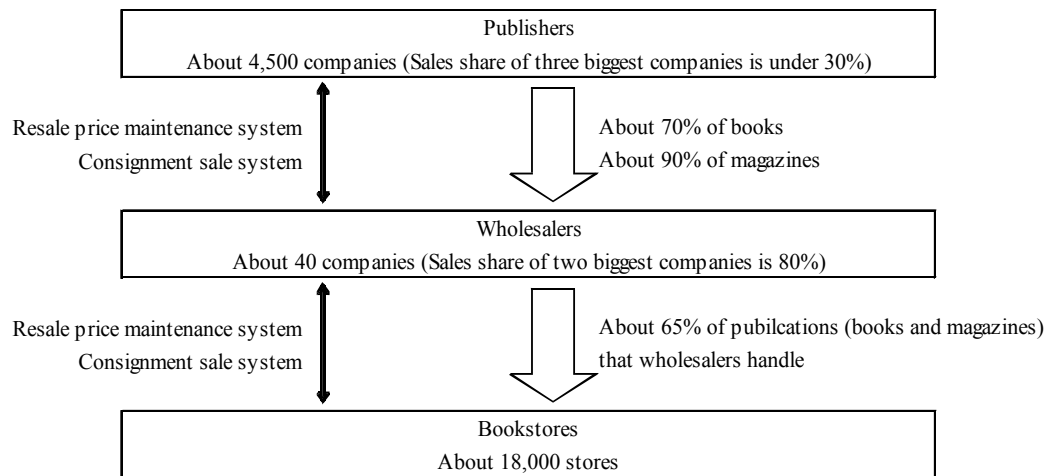 Publishers
About 4,500 companies (Sales share of three biggest companies is under 30%)
Resale price maintenance system
Consignment sale system
About 70% of books
About 90% of magazines
Wholesalers
About 40 companies (Sales share of two biggest companies is 80%)
Resale price maintenance system
Consignment sale system
About 65% of pubilcations (books and magazines)
that wholesalers handle
Bookstores
About 18,000 stores